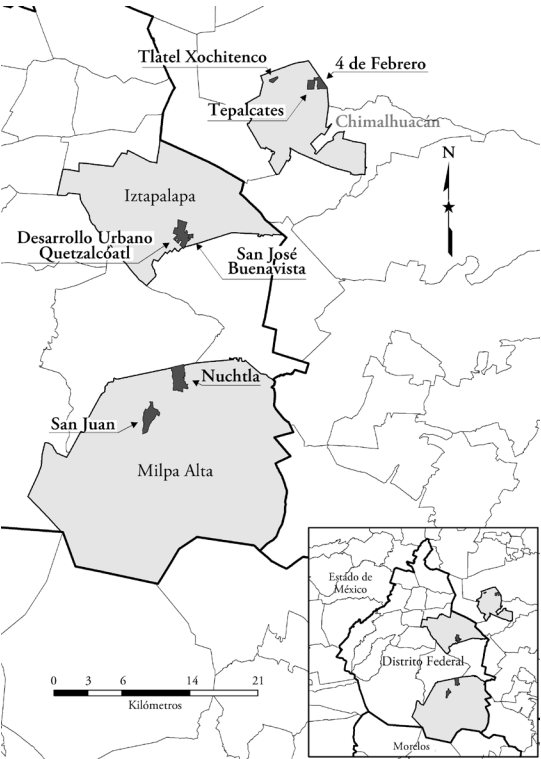 Tlatel Xochitenco
4 de Febrero
Tepalcates
Chimalhuacán
N
Iztapalapa
Desarrollo Urbano
Quetzalcóatl
San José
Buenavista
Nuchtla
San Juan
Milpa Alta
Estado de
México
Distrito Federal
Morelos
0 3 6 14 21
Kilómetros